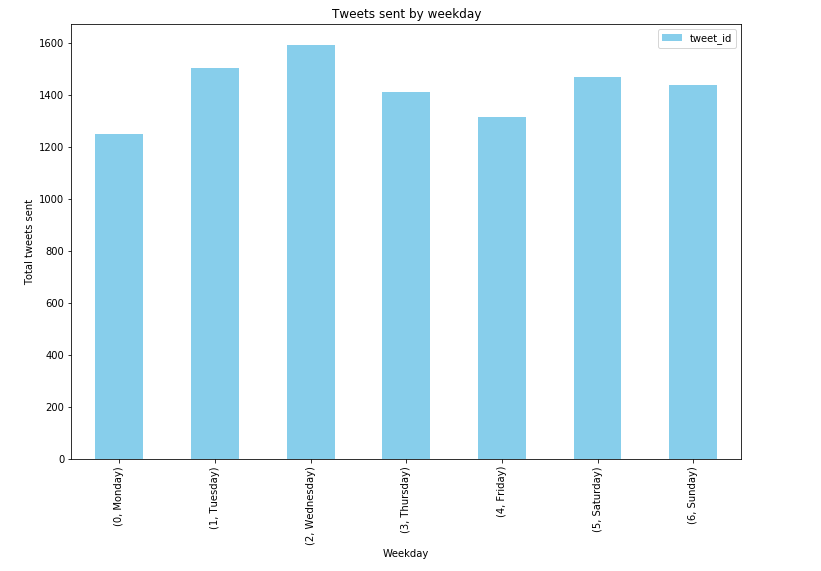 Tweets sent by weekday
tweet_id
1600
1400
1200
1000
800
600
400
200
0
Total tweets sent
(0, Monday)
(1, Tuesday)
(2, Wednesday)
(3, Thursday)
(4, Friday)
(5, Saturday)
(6, Sunday)
Weekday